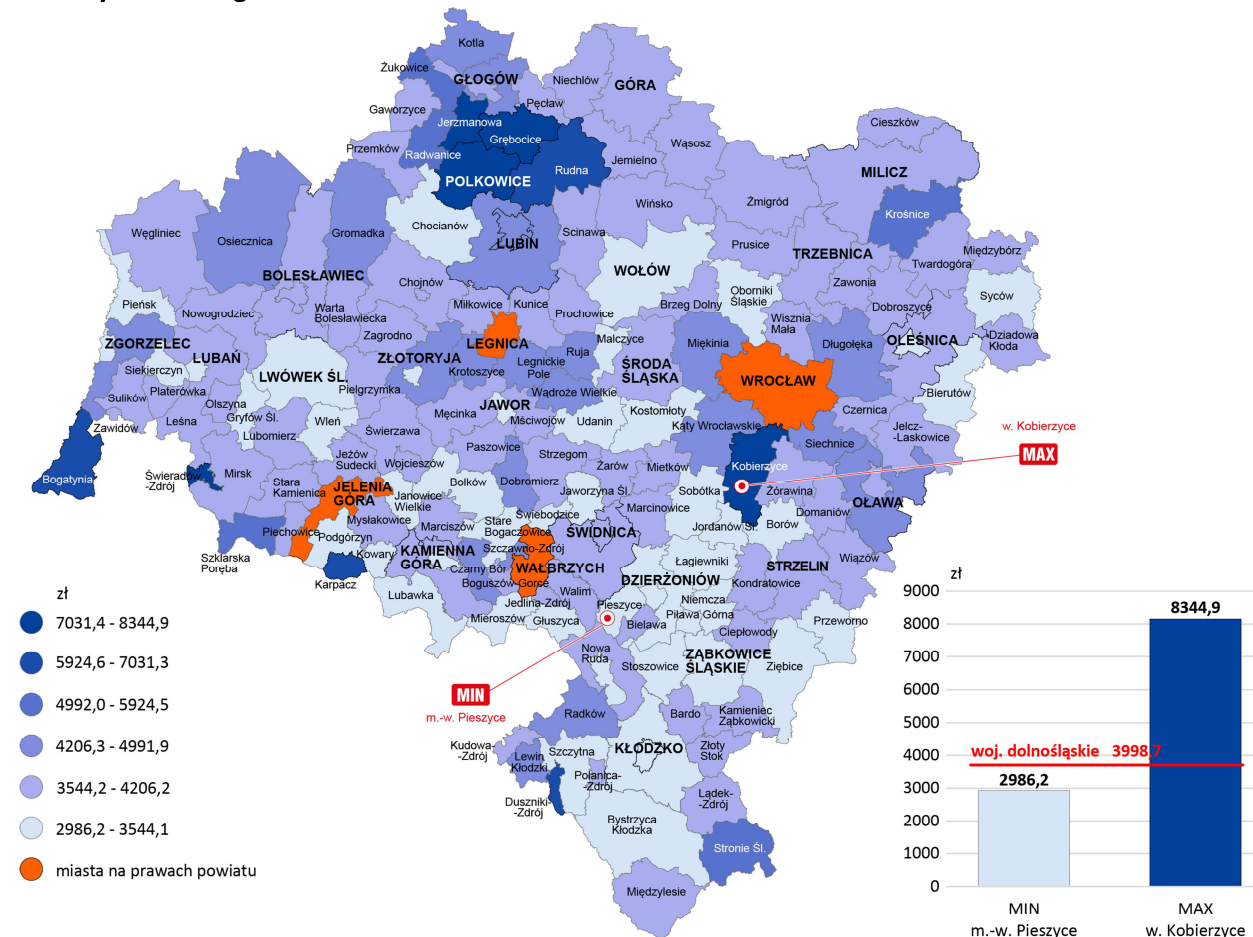 Kotla
Żukowice
GŁOGÓW
Niechlów
GÓRA
Pęcław
Gaworzyce
Jerzmanowa
Grębocice
Cieszków
Przemków
Radwanice
Wąsosz
Jemielno
Rudna
MILICZ
POLKOWICE
Wińsko
Żmigród
Krośnice
Chocianów
Węgliniec
Osiecznica
Gromadka
LUBIN
Scinawa
Prusice
TRZEBNICA
Międzybórz
Twardogóra
WOŁÓW
BOLESŁAWIEC
Chojnów
Zawonia
Oborniki
Śląskie
Syców
Pieńsk
Nowogrodziec
Warta
Bolesławiecka
Miłkowice
Kunice
Prochowice
Brzeg Dolny
Dobroszyce
Wisznia
Mała
Zagrodno
Dziadowa
Kłoda
ZGORZELEC
LUBAŃ
LEGNICA
Malczyce
Miękinia
Długołęka
OLEŚNICA
Siekierczyn
ZŁOTORYJA
Ruja
Legnickie
Pole
Krotoszyce
ŚRODA
ŚLĄSKA
LWÓWEK ŚL.
WROCŁAW
Sulików
Platerówka
Pielgrzymka
Wądroże Wielkie
Bierutów
Olszyna
JAWOR
Kostomłoty
Czernica
Zawidów
Leśna
Gryfów Śl.
Wleń
Męcinka
Mściwojów
Udanin
Kąty Wrocławskie
Jelcz-
-Laskowice
Lubomierz
Świerzawa
Siechnice
w. Kobierzyce
MAX
Paszowice
Strzegom
Jeżów
Sudecki
Wojcieszów
Żarów
Mietków
Kobierzyce
Bogatynia
Świeradów
-Zdrój
Mirsk
Stara
Kamienica
JELENIA
GÓRA
Bolków
Dobromierz
Jaworzyna Śl.
Sobótka
Żórawina
Janowice
Wielkie
Marcinowice
Domaniów
OŁAWA
Świebodzice
Piechowice
Mysłakowice
Marciszów
Stare
Bogaczowice
ŚWIDNICA
Jordanów Śl.
Borów
Podgórzyn
Szklarska
Poręba
Kowary
KAMIENNA
GÓRA
Szczawno-Zdrój
Łagiewniki
Wiązów
Karpacz
Czarny Bór
WAŁBRZYCH
DZIERŻONIÓW
STRZELIN
Boguszów-Gorce
Kondratowice
Lubawka
Walim
Jedlina-Zdrój
Pieszyce
Niemcza
Mieroszów
Głuszyca
Piława Górna
Przeworno
Bielawa
Ciepłowody
Nowa
Ruda
Stoszowice
ZĄBKOWICE
ŚLĄSKIE
Ziębice
MIN
m.-w. Pieszyce
Radków
Bardo
Kamieniec
Ząbkowicki
Kudowa-
-Zdrój
Lewin
Kłodzki
Szczytna
KŁODZKO
Złoty
Stok
Polanica-
-Zdrój
Duszniki-
-Zdrój
Lądek-
-Zdrój
Bystrzyca
Kłodzka
Stronie Śl.
Międzylesie
zł
7031,4 - 8344,9
5924,6 - 7031,3
4992,0 - 5924,5
4206,3 - 4991,9
3544,2 - 4206,2
2986,2 - 3544,1
miasta na prawach powiatu
zł
9000
8000
7000
6000
5000
4000
3000
2000
1000
0
8344,9
woj. dolnośląskie 3998,7
2986,2
MIN
m.-w. Pieszyce
MAX
w. Kobierzyce